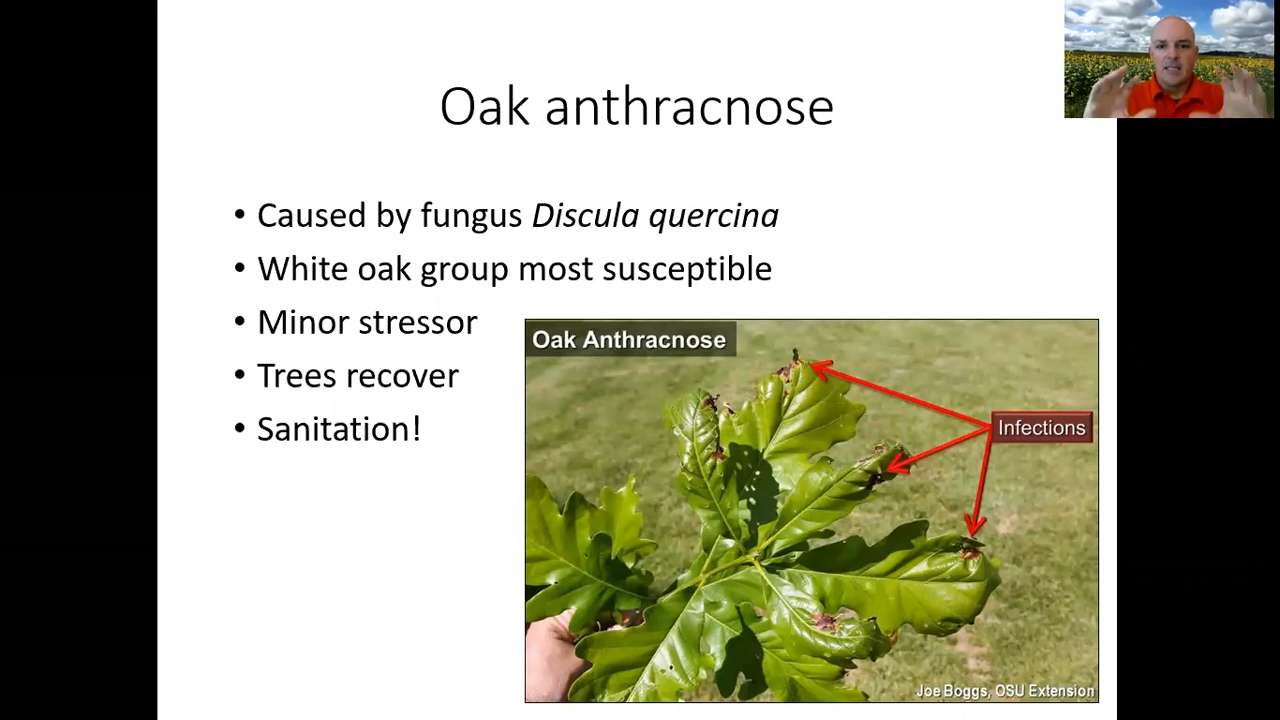 Oak anthracnose
• Caused by fungus Discula quercina
• White oak group most susceptible
• Minor stressor
• Trees recover
• Sanitation!
Oak Anthracnose
Infections
Joe Boggs, OSU Extension